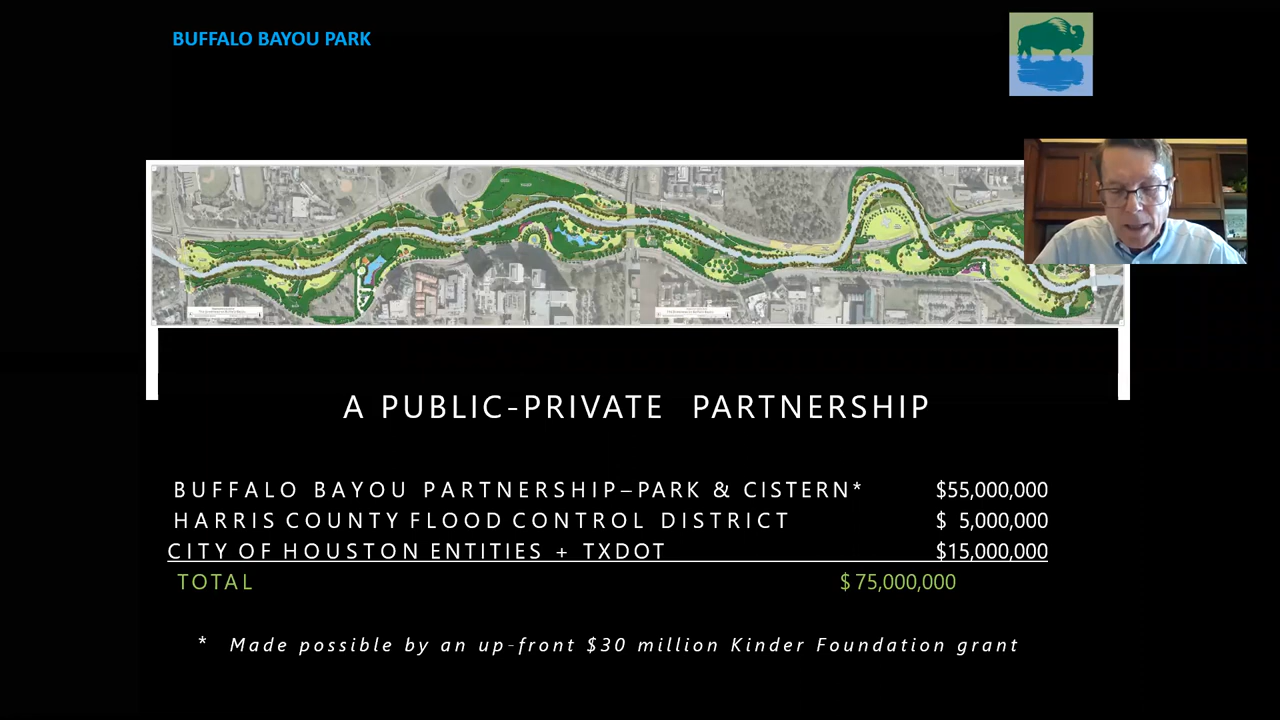 BUFFALO BAYOU PARK
A PUBLIC-PRIVATE PARTNERSHIP
BUFFALO BAYOU PARTNERSHIP–PARK & CISTERN* $55,000,000
HARRIS COUNTY FLOOD CONTROL DISTRICT $ 5,000,000
CITY OF HOUSTON ENTITIES + TXDOT $15,000,000
TOTAL $ 75,000,000
* Made possible by an up-front $30 million Kinder Foundation grant